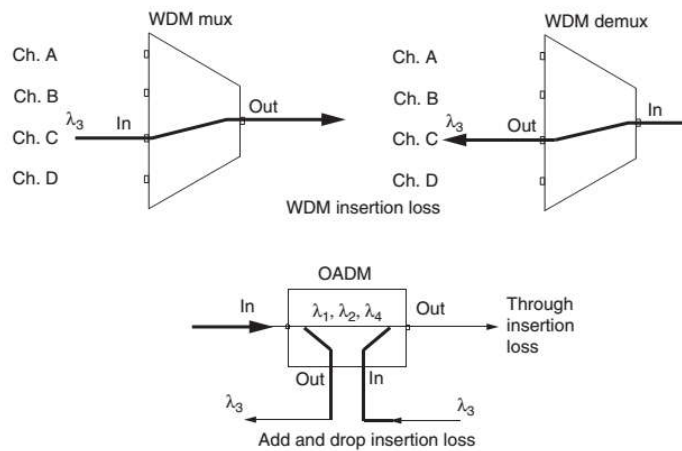 WDM mux
WDM demux
Ch. A
Ch. B
λ3
In
Out
Ch. C
Ch. D
Ch. A
Ch. B
λ3
Out
In
Ch. C
Ch. D
WDM insertion loss
OADM
In
λ1, λ2, λ4
Out
Through
insertion
loss
Out
In
λ3
λ3
Add and drop insertion loss